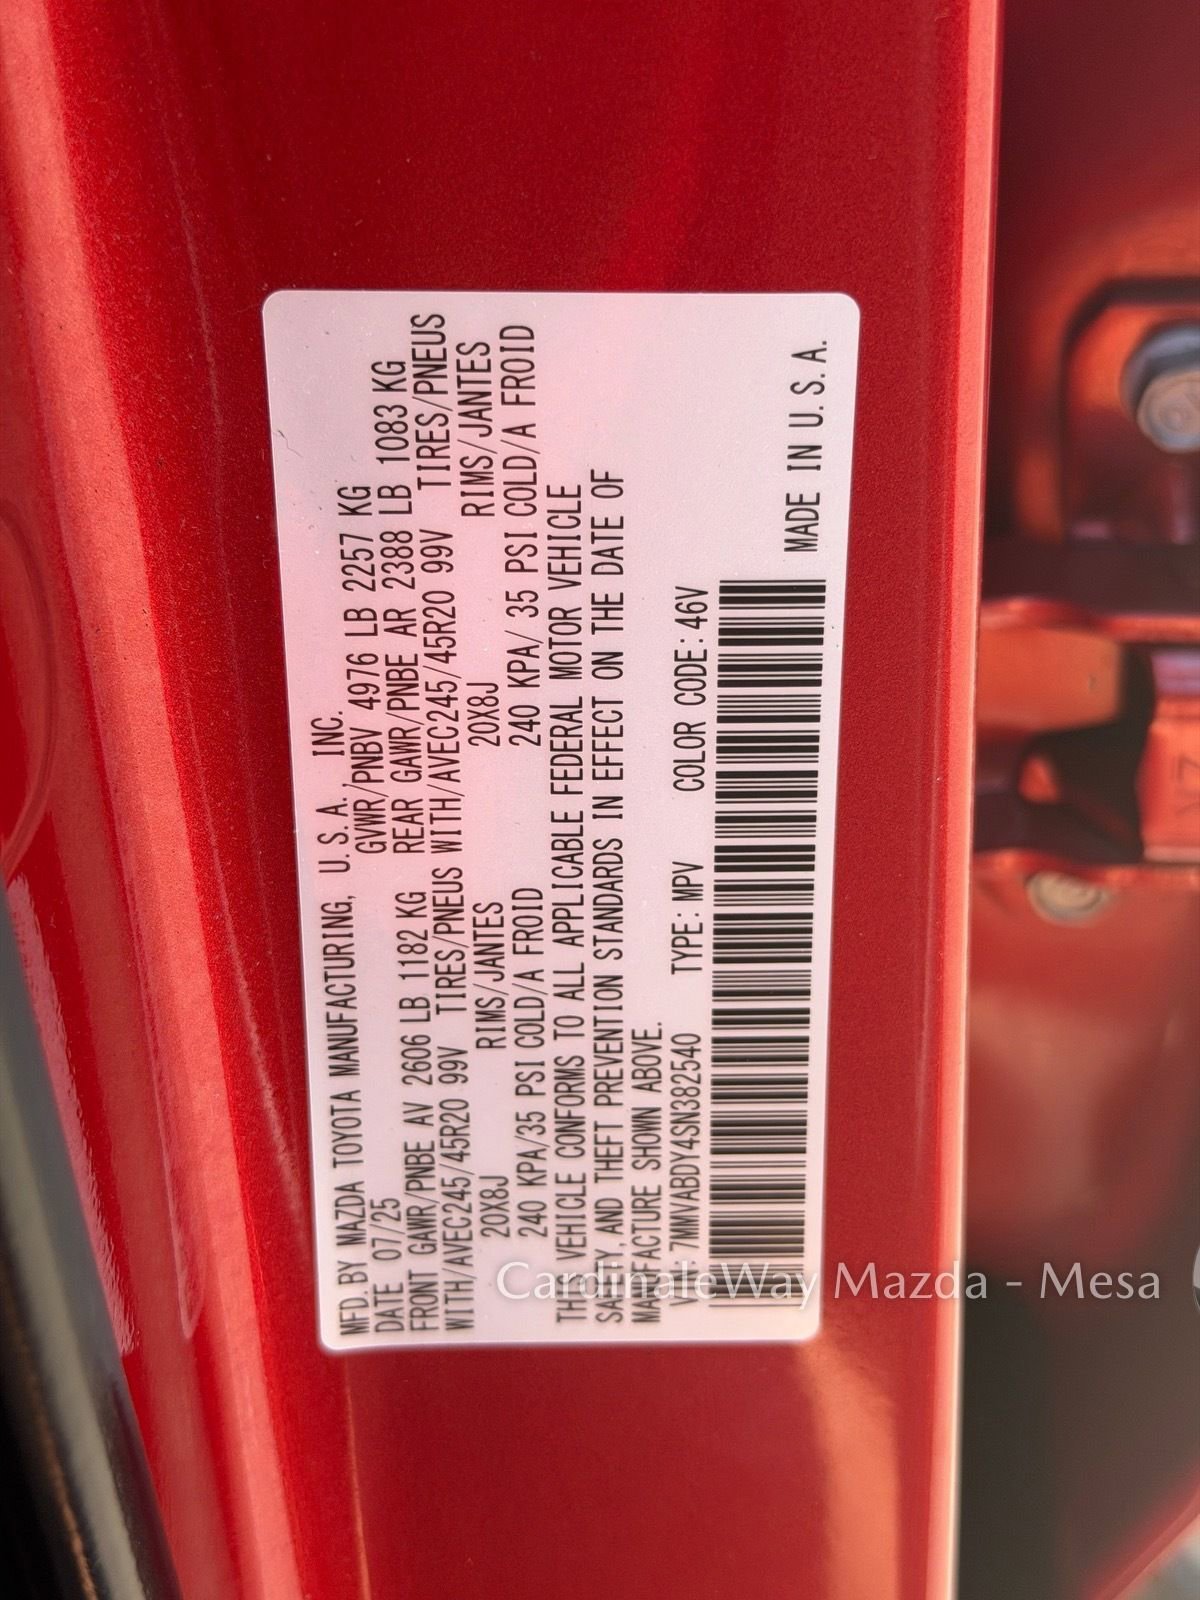 MFD. BY MAZDA TOYOTA MANUFACTURING, U.S.A., INC.
DATE 07/25 GVWR/PNBV 4976 LB 2257 KG
FRONT GAWR/PNBE AV 2606 LB 1182 KG REAR GAWR/PNBE AR 2388 LB 1083 KG
WITH/AVEC245/45R20 99V TIRES/PNEUS WITH/AVEC245/45R20 99V TIRES/PNEUS
20X8J RIMS/JANTES 20X8J RIMS/JANTES
240 KPA/35 PSI COLD/A FROID 240 KPA/ 35 PSI COLD/A FROID
THIS VEHICLE CONFORMS TO ALL APPLICABLE FEDERAL MOTOR VEHICLE
SAFETY, AND THEFT PREVENTION STANDARDS IN EFFECT ON THE DATE OF
MANUFACTURE SHOWN ABOVE.
7MMVABDY4SN382540 TYPE: MPV COLOR CODE: 46V
MADE IN U.S.A.
CardinaleWay Mazda - Mesa